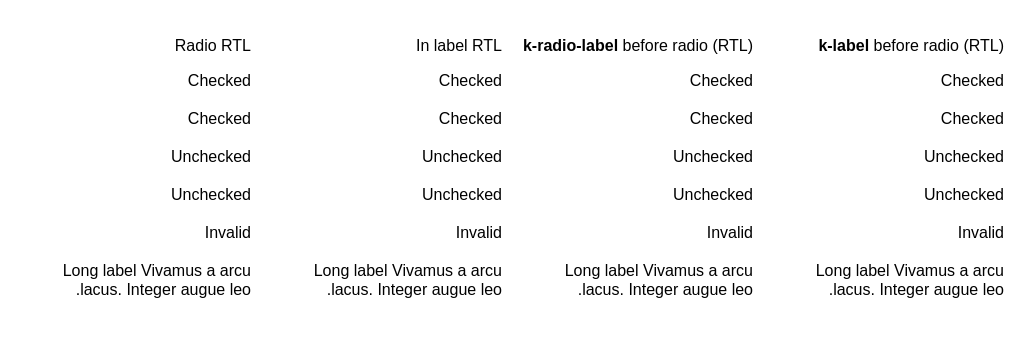 Radio RTL
Checked
Checked
Unchecked
Unchecked
Invalid
Long label Vivamus a arcu
.lacus. Integer augue leo
In label RTL
Checked
Checked
Unchecked
Unchecked
Invalid
Long label Vivamus a arcu
.lacus. Integer augue leo
k-radio-label before radio (RTL)
Checked
Checked
Unchecked
Unchecked
Invalid
Long label Vivamus a arcu
.lacus. Integer augue leo
k-label before radio (RTL)
Checked
Checked
Unchecked
Unchecked
Invalid
Long label Vivamus a arcu
.lacus. Integer augue leo